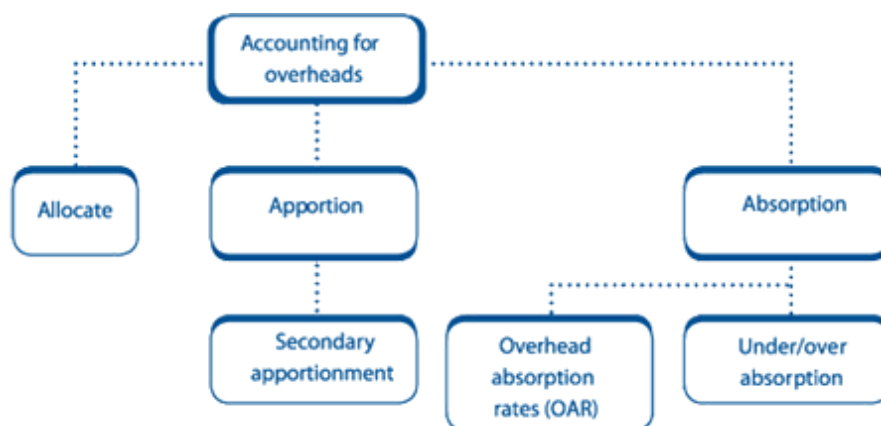 Accounting for
overheads
Allocate
Apportion
Absorption
Secondary
apportionment
Overhead
absorption
rates (OAR)
Under/over
absorption